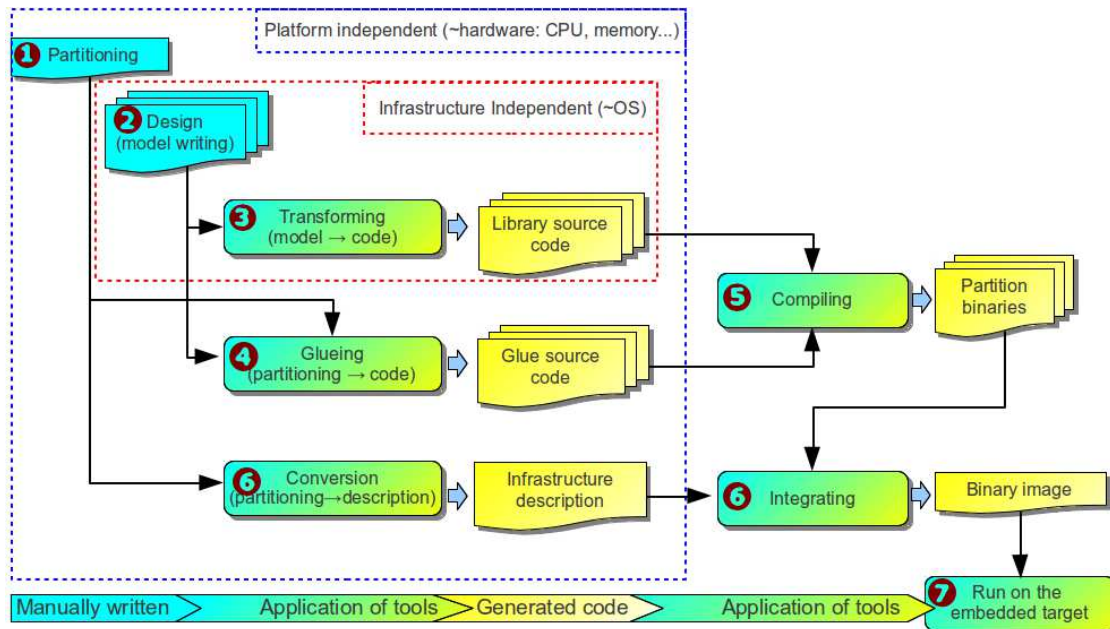 Platform independent (~hardware: CPU, memory...)
1 Partitioning
Infrastructure Independent (~OS)
2 Design
(model writing)
3 Transforming
(model → code)
Library source
code
5 Compiling
Partition
binaries
4 Glueing
(partitioning → code)
Glue source
code
6 Conversion
(partitioning→description)
Infrastructure
description
6 Integrating
Binary image
7 Run on the
embedded target
Manually written
Application of tools
Generated code
Application of tools